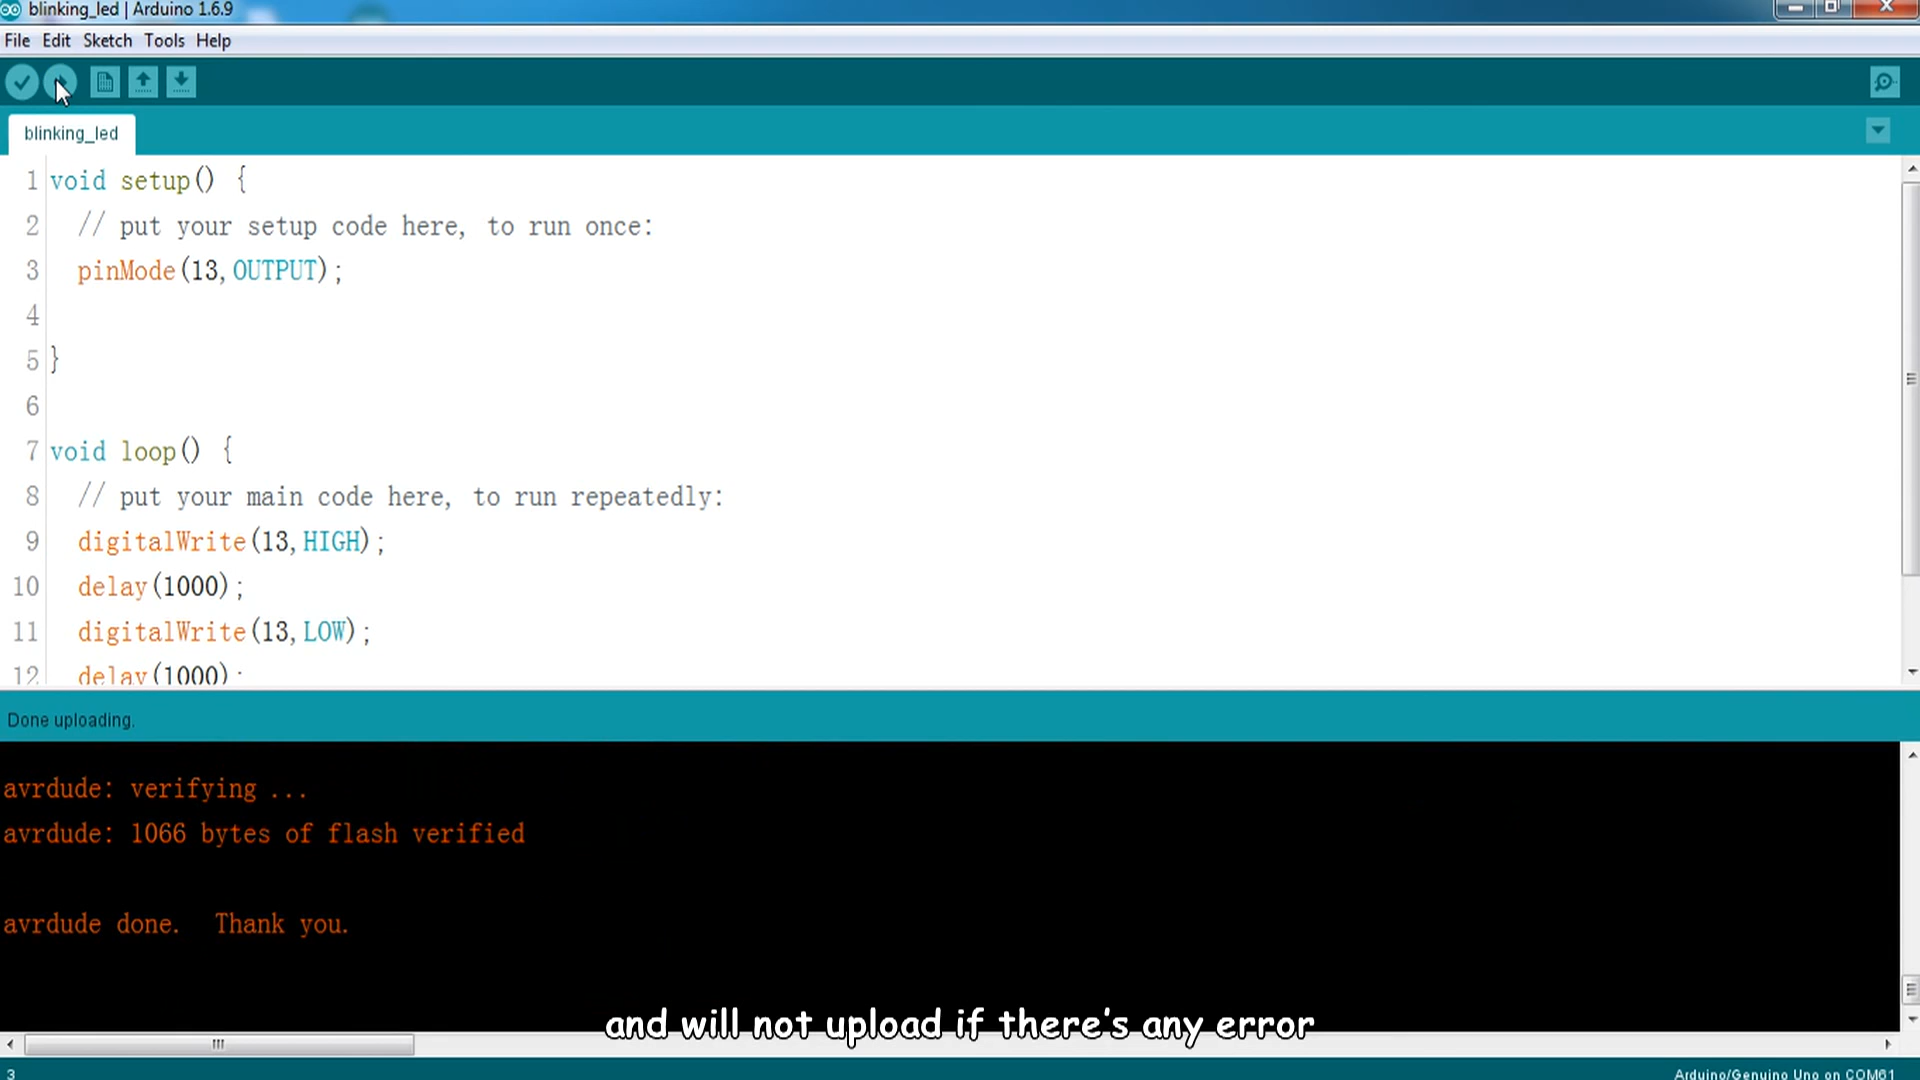 blinking_led | Arduino 1.6.9
File Edit Sketch Tools Help
blinking_led
1 void setup() {
2 // put your setup code here, to run once:
3 pinMode(13,OUTPUT);
4
5 }
6
7 void loop() {
8 // put your main code here, to run repeatedly:
9 digitalWrite(13,HIGH);
10 delay(1000);
11 digitalWrite(13,LOW);
12 delay(1000);
Done uploading.
avrdude: verifying ...
avrdude: 1066 bytes of flash verified
avrdude done.  Thank you.
and will not upload if there's any error
3 Arduino/Genuino Uno on COM61